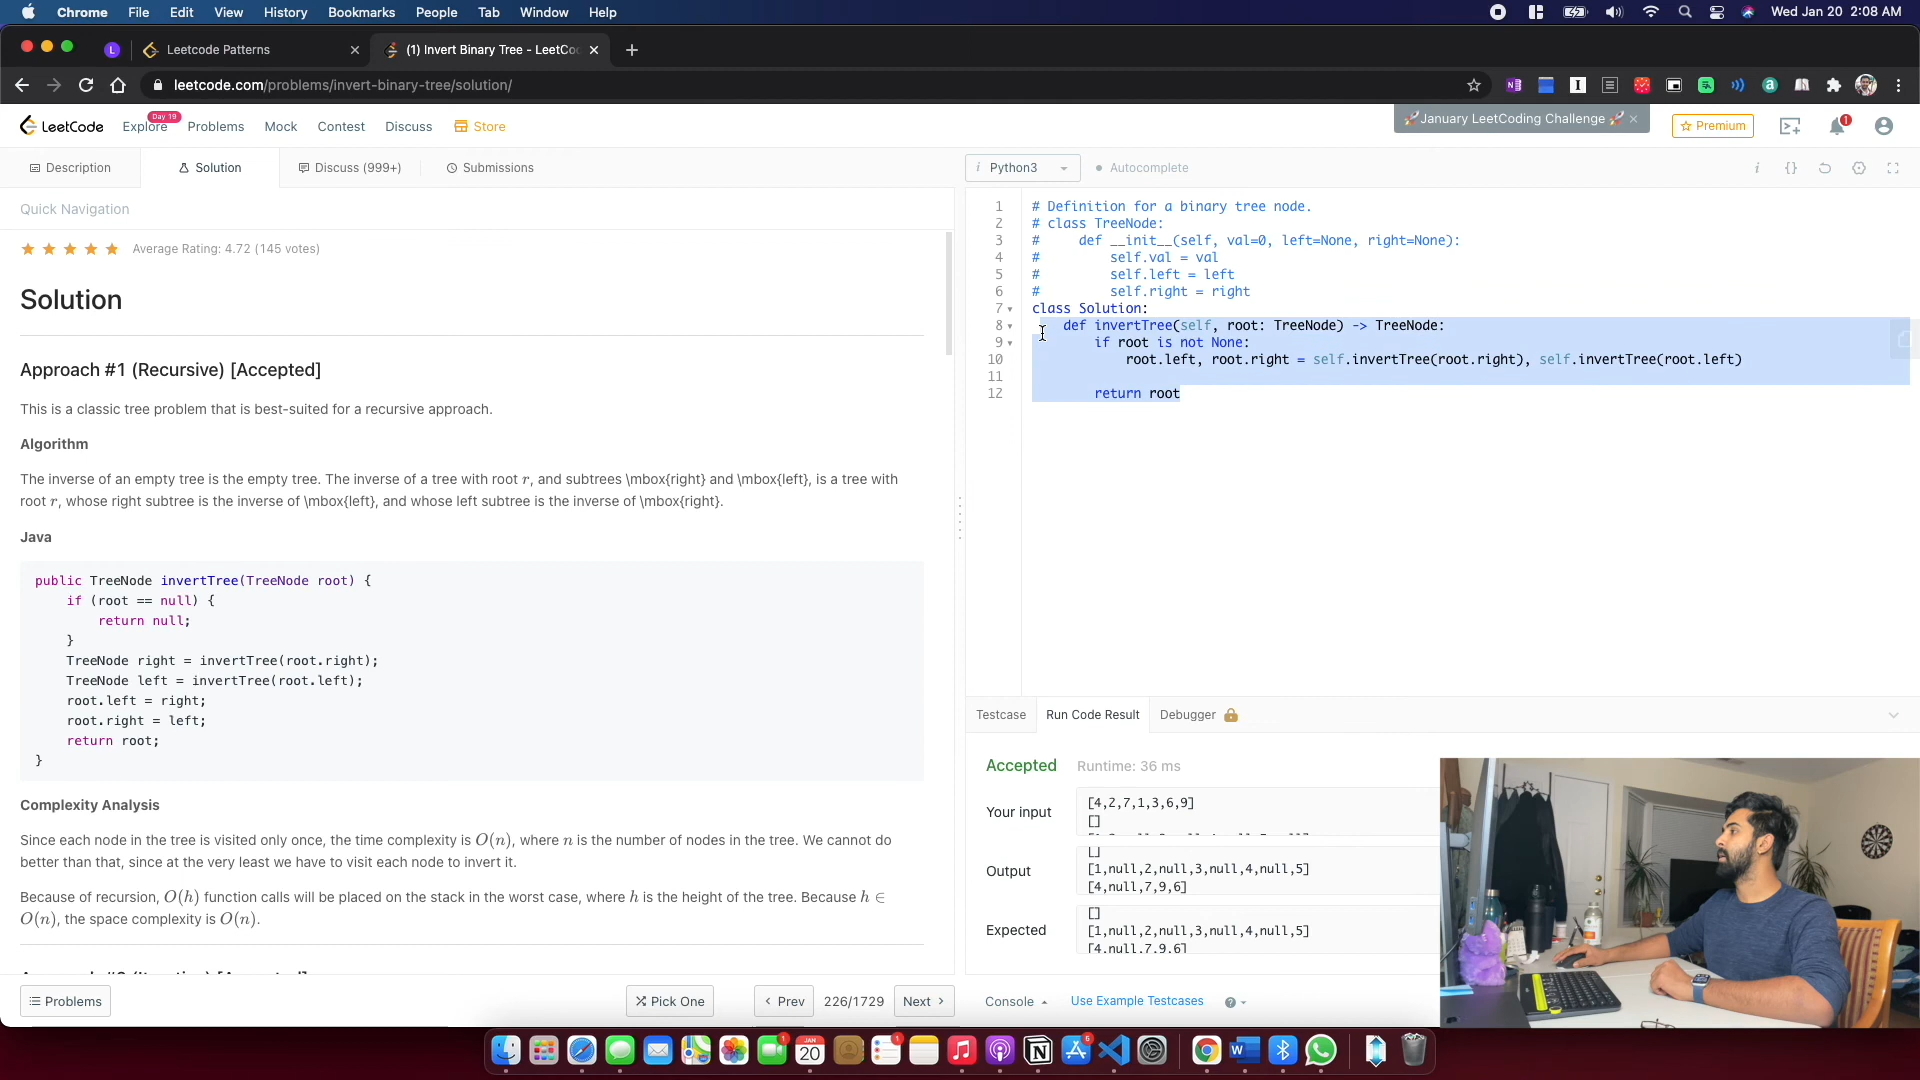 Chrome File Edit View History Bookmarks People Tab Window Help
Wed Jan 20 2:08 AM
L
Leetcode Patterns
(1) Invert Binary Tree - LeetCo
leetcode.com/problems/invert-binary-tree/solution/
LeetCode
Explore
Day 19
Problems Mock Contest Discuss Store
🚀January LeetCoding Challenge 🚀
Premium
1
Description Solution Discuss (999+) Submissions
Quick Navigation
Average Rating: 4.72 (145 votes)
Solution
Approach #1 (Recursive) [Accepted]
This is a classic tree problem that is best-suited for a recursive approach.
Algorithm
The inverse of an empty tree is the empty tree. The inverse of a tree with root r, and subtrees \mbox{right} and \mbox{left}, is a tree with
root r, whose right subtree is the inverse of \mbox{left}, and whose left subtree is the inverse of \mbox{right}.
Java
public TreeNode invertTree(TreeNode root) {
    if (root == null) {
        return null;
    }
    TreeNode right = invertTree(root.right);
    TreeNode left = invertTree(root.left);
    root.left = right;
    root.right = left;
    return root;
}
Complexity Analysis
Since each node in the tree is visited only once, the time complexity is O(n), where n is the number of nodes in the tree. We cannot do
better than that, since at the very least we have to visit each node to invert it.
Because of recursion, O(h) function calls will be placed on the stack in the worst case, where h is the height of the tree. Because h ∈
O(n), the space complexity is O(n).
Problems
Pick One
Prev 226/1729 Next
i Python3
Autocomplete
i {}
1 # Definition for a binary tree node.
2 # class TreeNode:
3 #     def __init__(self, val=0, left=None, right=None):
4 #         self.val = val
5 #         self.left = left
6 #         self.right = right
7 class Solution:
8     def invertTree(self, root: TreeNode) -> TreeNode:
9         if root is not None:
10             root.left, root.right = self.invertTree(root.right), self.invertTree(root.left)
11
12         return root
Testcase Run Code Result Debugger
Accepted Runtime: 36 ms
Your input
[4,2,7,1,3,6,9]
[]
Output
[]
[1,null,2,null,3,null,4,null,5]
[4,null,7,9,6]
Expected
[]
[1,null,2,null,3,null,4,null,5]
[4,null,7,9,6]
Console Use Example Testcases ?
1
JAN
20
1
6